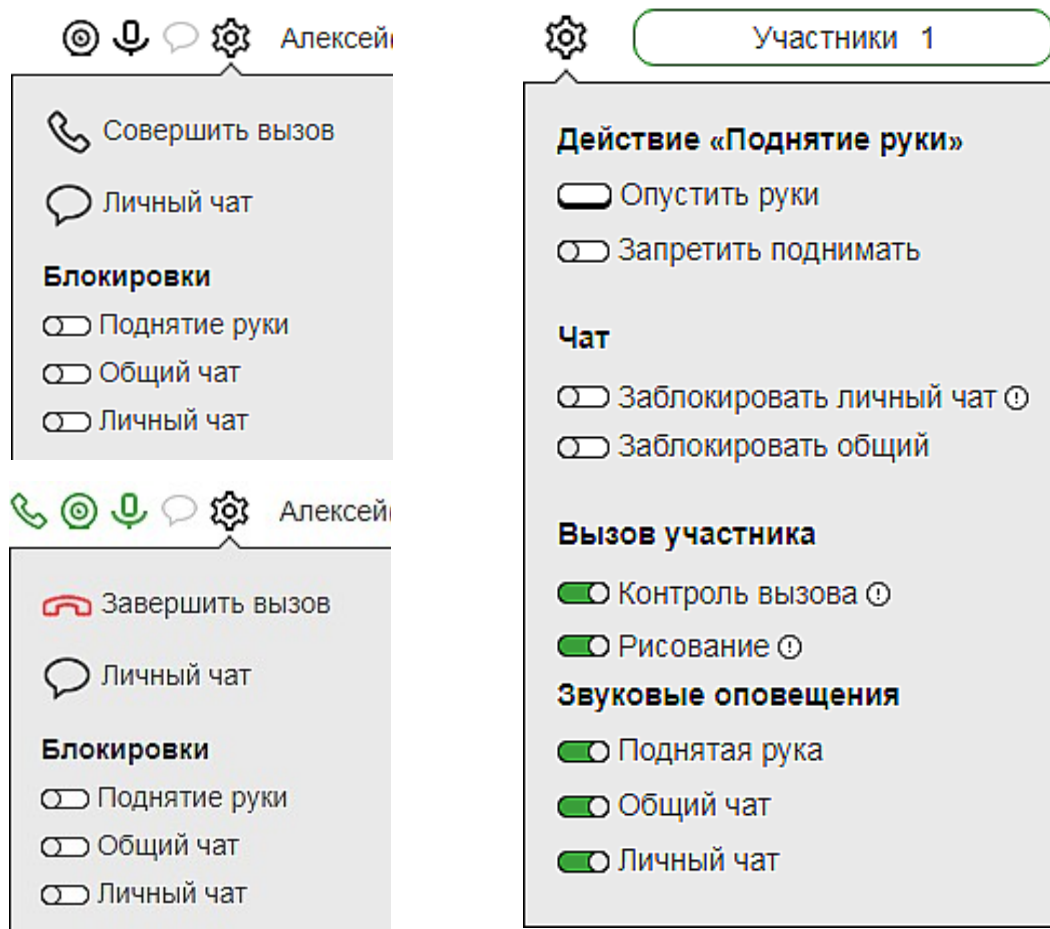 Алексей
Совершить вызов
Личный чат
Блокировки
Поднятие руки
Общий чат
Личный чат
Алексей
Завершить вызов
Личный чат
Блокировки
Поднятие руки
Общий чат
Личный чат
Участники 1
Действие «Поднятие руки»
Опустить руки
Запретить поднимать
Чат
Заблокировать личный чат
Заблокировать общий
Вызов участника
Контроль вызова
Рисование
Звуковые оповещения
Поднятая рука
Общий чат
Личный чат